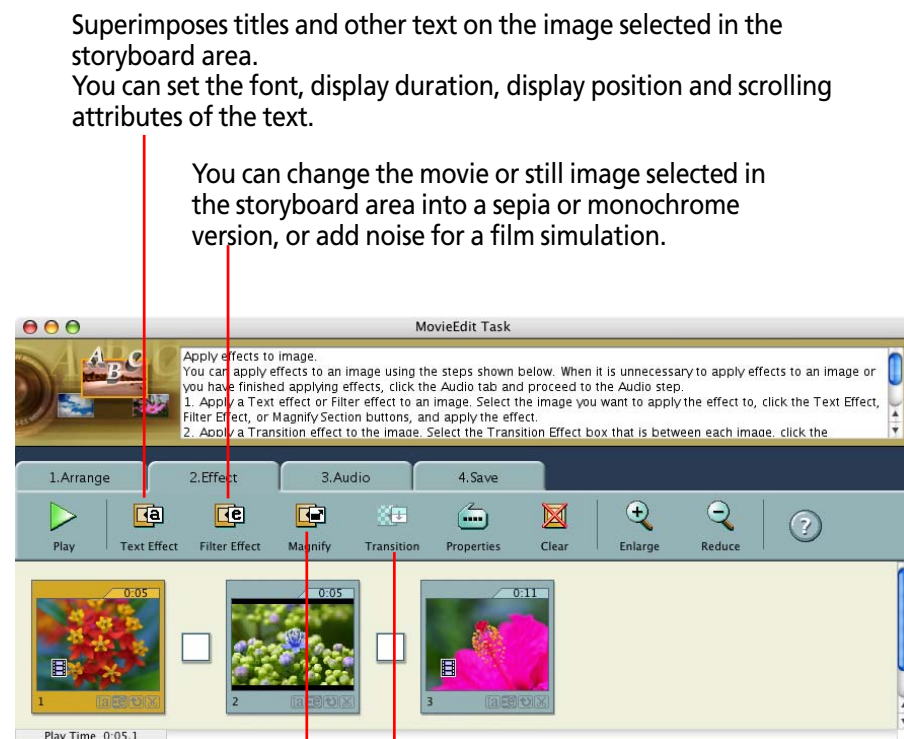 Superimposes titles and other text on the image selected in the
storyboard area.
You can set the font, display duration, display position and scrolling
attributes of the text.
You can change the movie or still image selected in
the storyboard area into a sepia or monochrome
version, or add noise for a film simulation.
MovieEdit Task
Apply effects to image.
You can apply effects to an image using the steps shown below. When it is unnecessary to apply effects to an image or
you have finished applying effects, click the Audio tab and proceed to the Audio step.
1. Apply a Text effect or Filter effect to an image. Select the image you want to apply the effect to, click the Text Effect,
Filter Effect, or Magnify Section buttons, and apply the effect.
2. Apply a Transition effect to the image. Select the Transition Effect box that is between each image, click the
1.Arrange 2.Effect 3.Audio 4.Save
Play Text Effect Filter Effect Magnify Transition Properties Clear Enlarge Reduce ?
0:05 0:05 0:11
1 2 3
Play Time 0:05.1